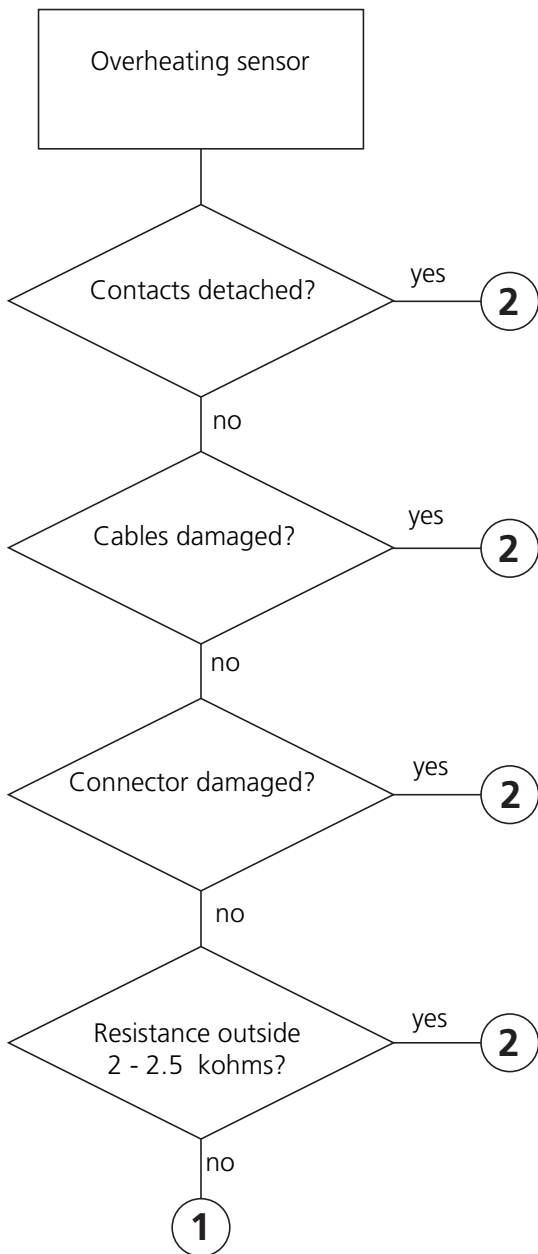 Overheating sensor
Contacts detached?
yes
2
no
Cables damaged?
yes
2
no
Connector damaged?
yes
2
no
Resistance outside
2 - 2.5 kohms?
yes
2
no
1